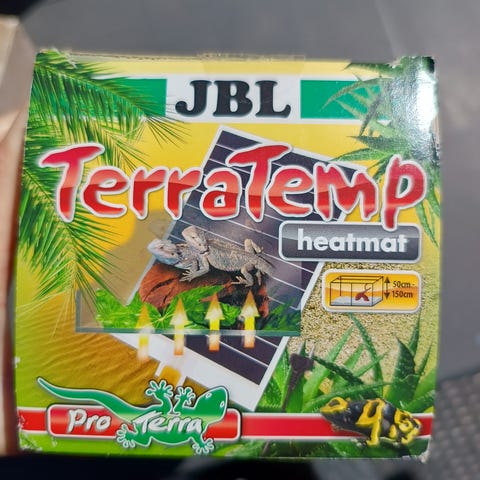 JBL
TerraTemp
heatmat
50cm -
150cm
Pro Terra